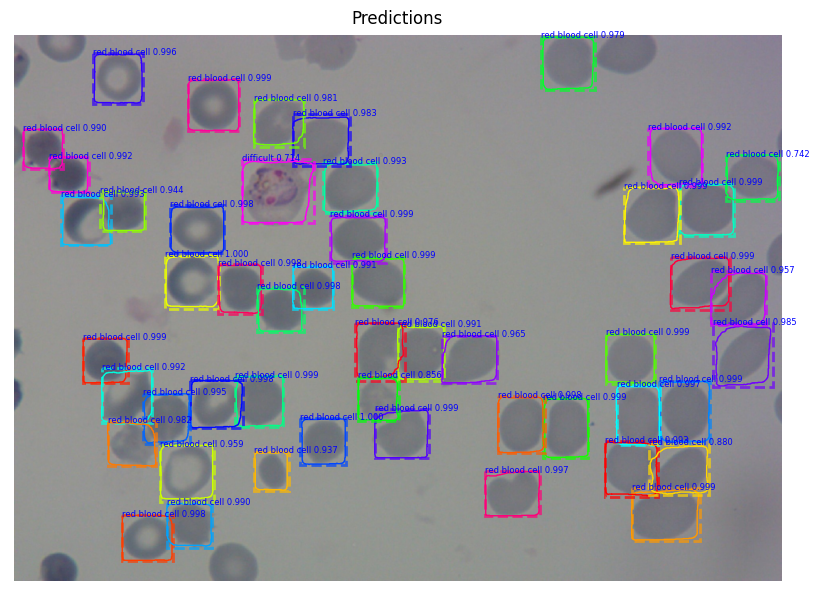 Predictions
red blood cell 0.979
red blood cell 0.996
red blood cell 0.999
red blood cell 0.981
red blood cell 0.983
red blood cell 0.990
red blood cell 0.992
red blood cell 0.992
red blood cell 0.742
difficult 0.774
red blood cell 0.993
red blood cell 0.993
red blood cell 0.944
red blood cell 0.999
red blood cell 0.999
red blood cell 0.998
red blood cell 0.999
red blood cell 1.000
red blood cell 0.998
red blood cell 0.991
red blood cell 0.999
red blood cell 0.999
red blood cell 0.957
red blood cell 0.998
red blood cell 0.976
red blood cell 0.991
red blood cell 0.985
red blood cell 0.999
red blood cell 0.965
red blood cell 0.999
red blood cell 0.992
red blood cell 0.998
red blood cell 0.999
red blood cell 0.856
red blood cell 0.999
red blood cell 0.995
red blood cell 0.997
red blood cell 0.999
red blood cell 0.999
red blood cell 0.982
red blood cell 1.000
red blood cell 0.999
red blood cell 0.959
red blood cell 0.937
red blood cell 0.880
red blood cell 0.997
red blood cell 0.999
red blood cell 0.990
red blood cell 0.998